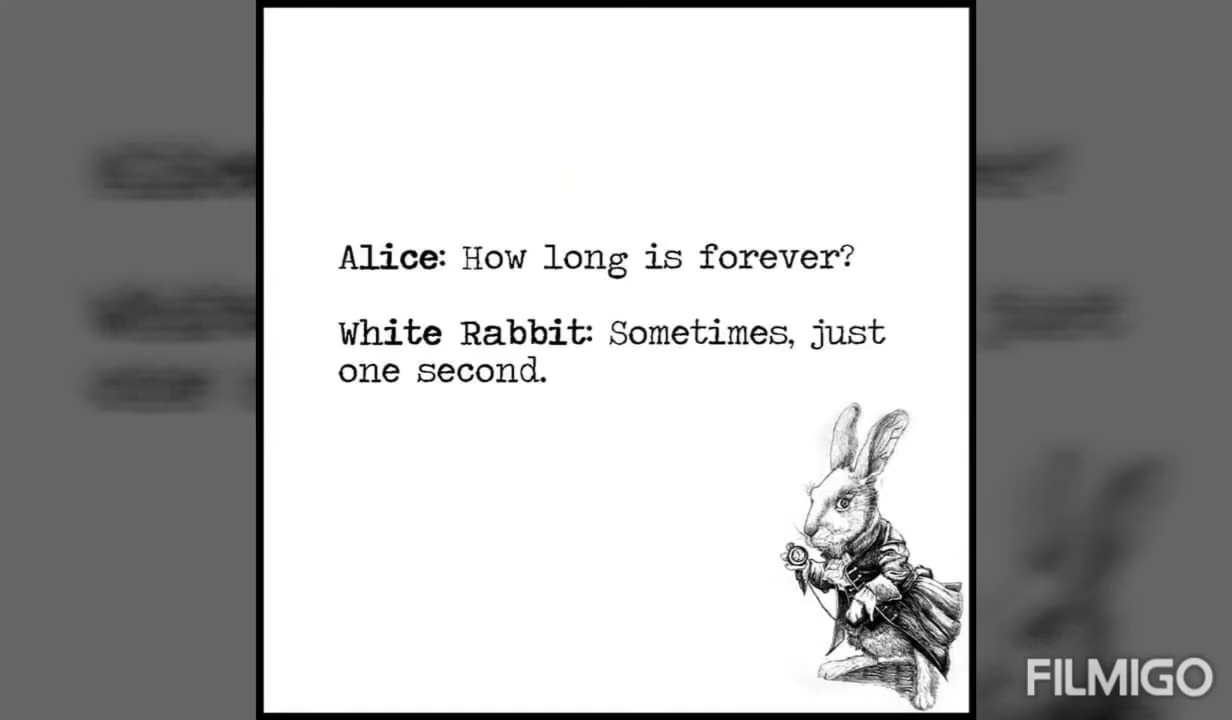 Alice: How long is forever?
White Rabbit: Sometimes, just
one second.
FILMIGO